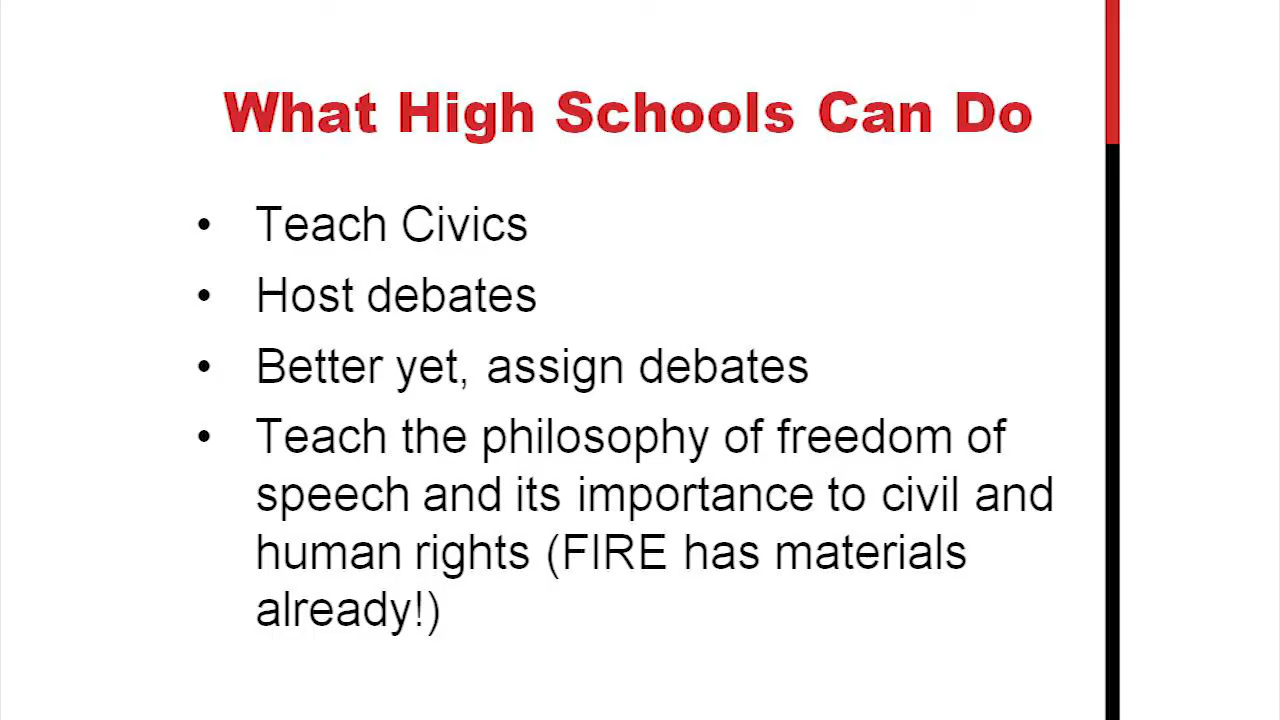 What High Schools Can Do
• Teach Civics
• Host debates
• Better yet, assign debates
• Teach the philosophy of freedom of
speech and its importance to civil and
human rights (FIRE has materials
already!)